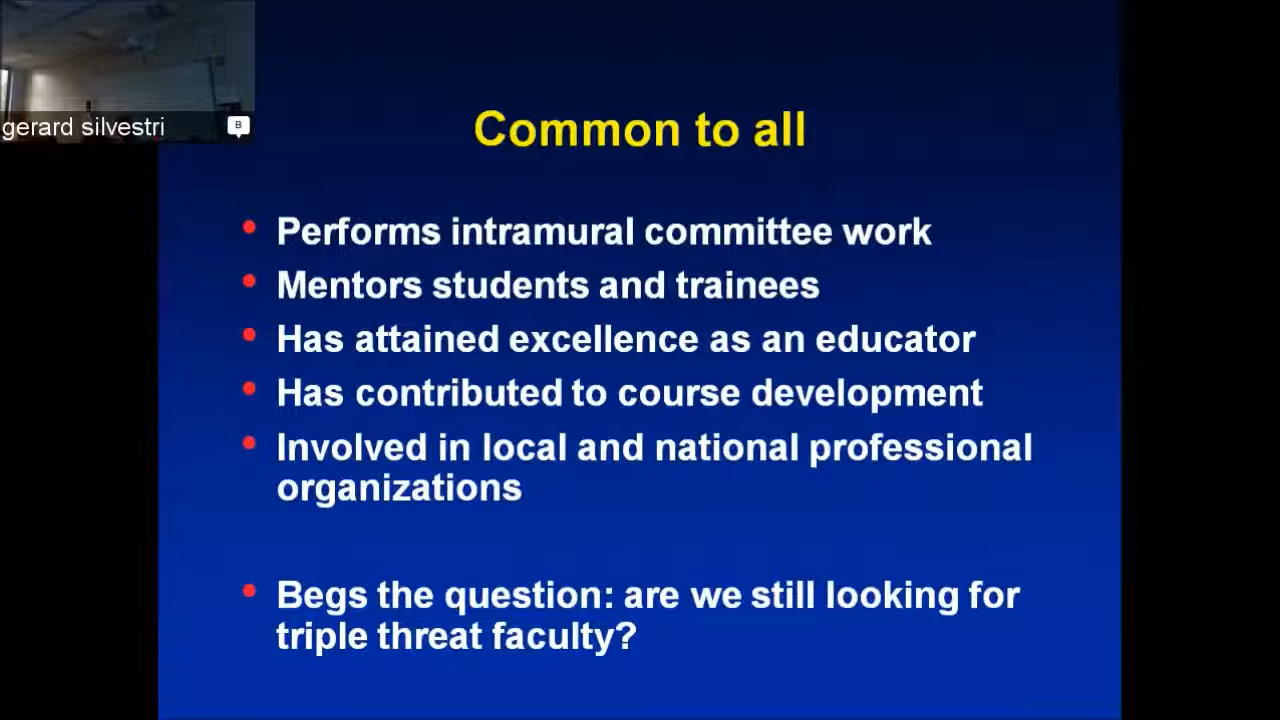 gerard silvestri
B
Common to all
• Performs intramural committee work
• Mentors students and trainees
• Has attained excellence as an educator
• Has contributed to course development
• Involved in local and national professional
organizations
• Begs the question: are we still looking for
triple threat faculty?